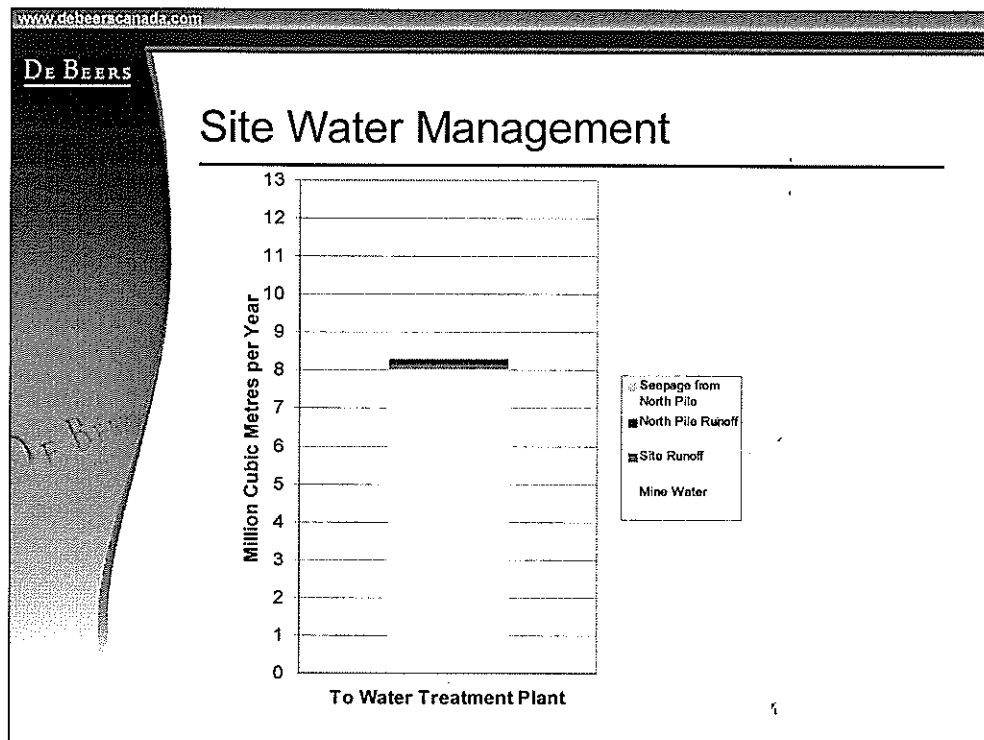 www.debeerscanada.com
DE BEERS
Site Water Management
Million Cubic Metres per Year
13
12
11
10
9
8
7
6
5
4
3
2
1
0
To Water Treatment Plant
Seepage from
North Pile
North Pile Runoff
Site Runoff
Mine Water